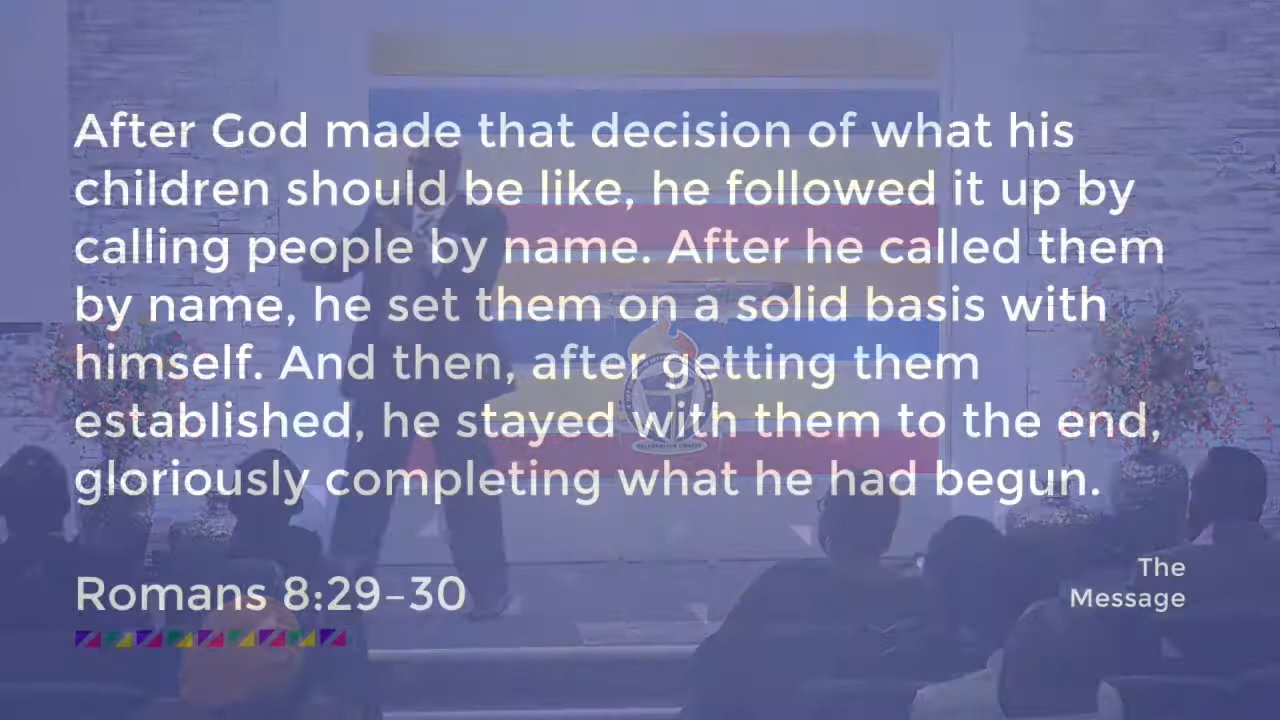 After God made that decision of what his
children should be like, he followed it up by
calling people by name. After he called them
by name, he set them on a solid basis with
himself. And then, after getting them
established, he stayed with them to the end,
gloriously completing what he had begun.
Romans 8:29–30
The
Message